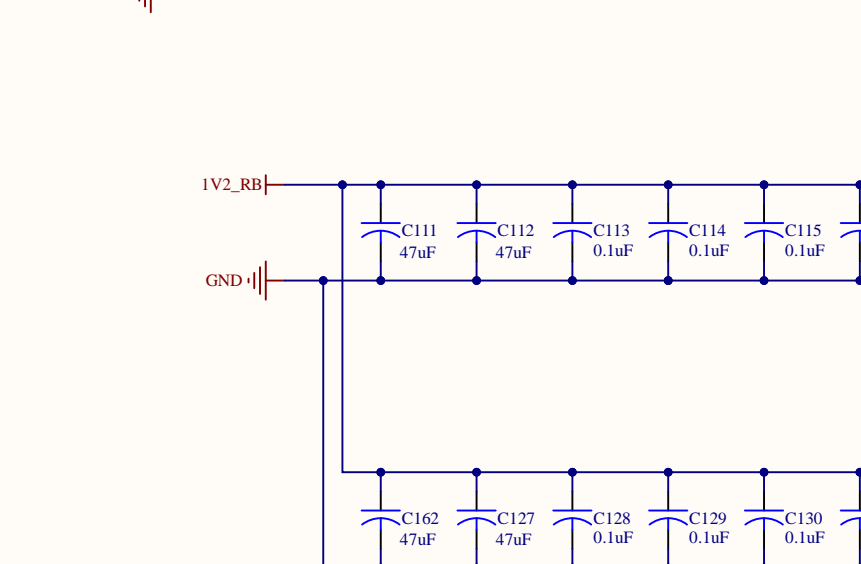 1V2_RB
C111 C112 C113 C114 C115
47uF 47uF 0.1uF 0.1uF 0.1uF
GND
C162 C127 C128 C129 C130
47uF 47uF 0.1uF 0.1uF 0.1uF